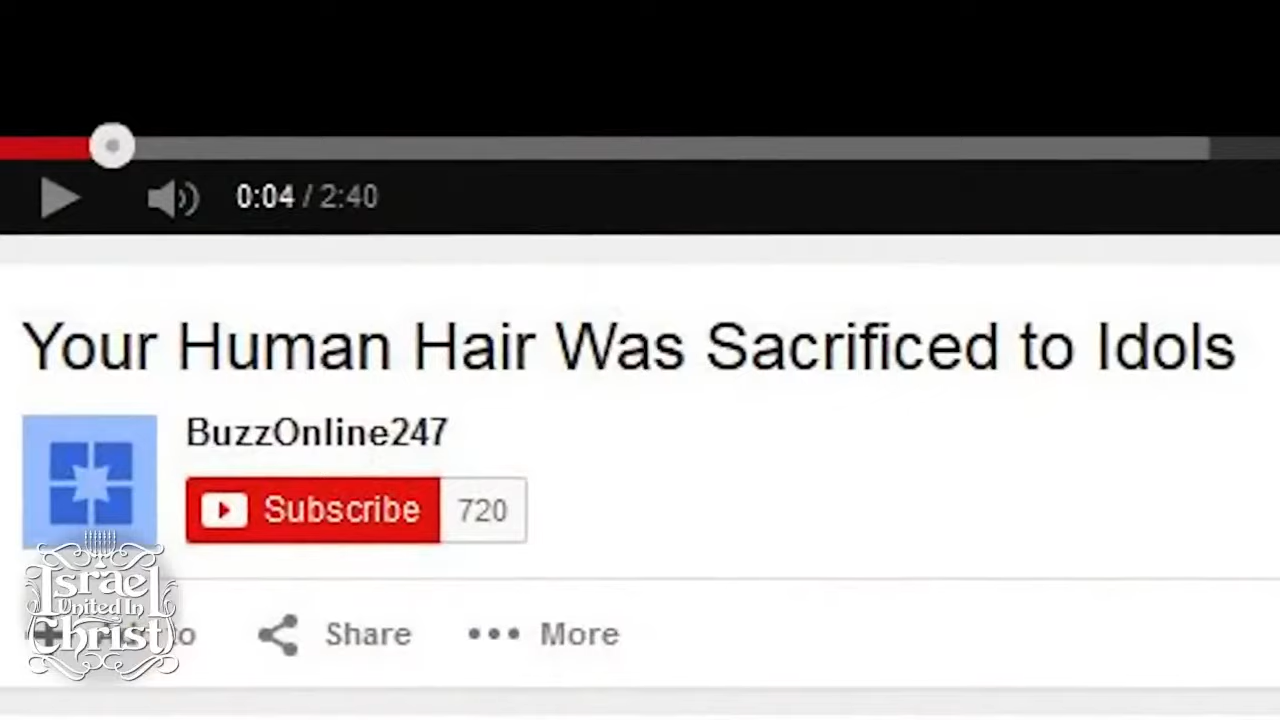 0:04 / 2:40
Your Human Hair Was Sacrificed to Idols
BuzzOnline247
Subscribe 720
Share ••• More
Israel
United In
Christ